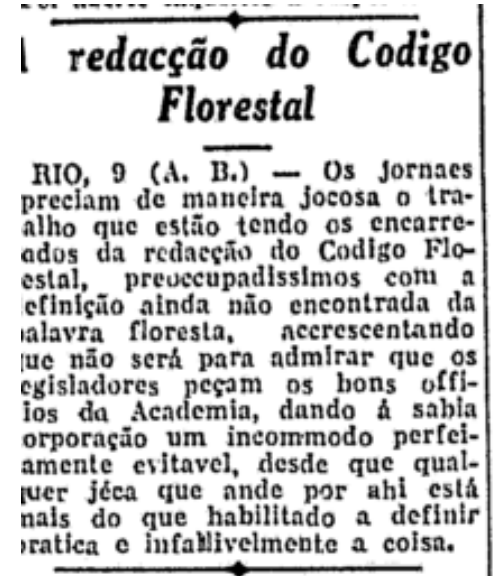 redacção do Codigo
Florestal
RIO, 9 (A. B.) — Os jornaes
preciam de maneira jocosa o tra-
alho que estão tendo os encarre-
ados da redacção do Codigo Flo-
estal, preoccupadissimos com a
efinição ainda não encontrada da
alavra floresta, accrescentando
ue não será para admirar que os
egisladores peçam os bons offi-
ios da Academia, dando á sabia
orporação um incommodo perfei-
amente evitavel, desde que qual-
quer jéca que ande por ahi está
mais do que habilitado a definir
pratica e infallivelmente a coisa.